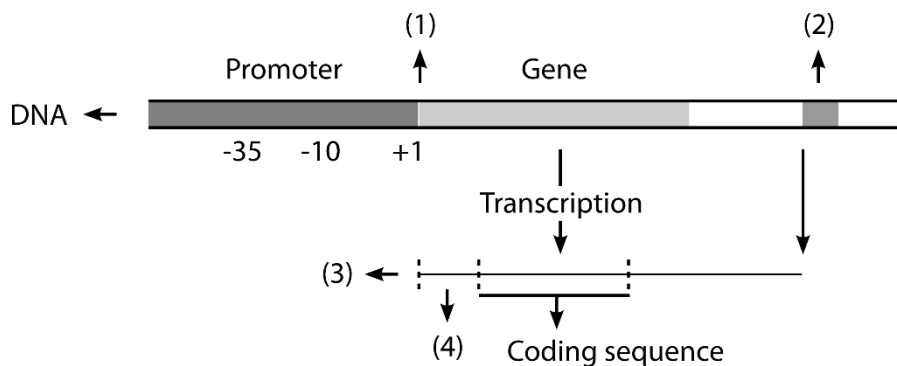 (1) (2)
Promoter Gene
DNA
-35 -10 +1
Transcription
(3)
(4) Coding sequence